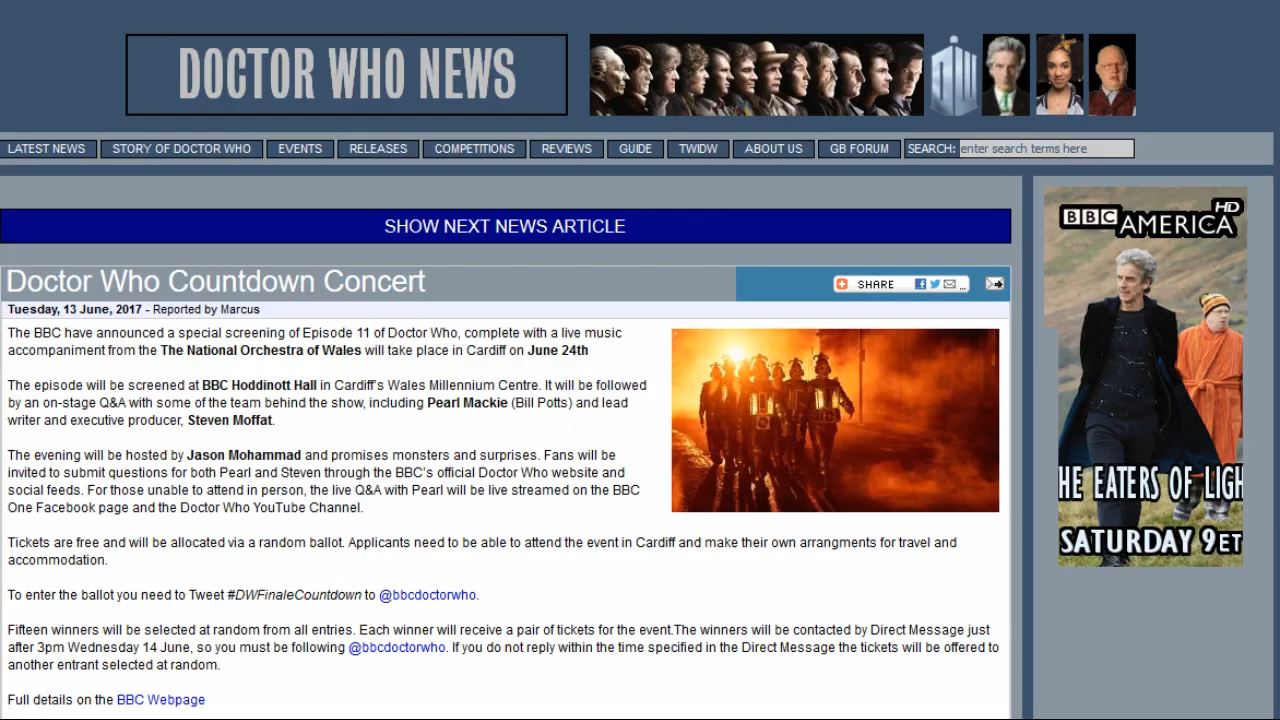 DOCTOR WHO NEWS
LATEST NEWS STORY OF DOCTOR WHO EVENTS RELEASES COMPETITIONS REVIEWS GUIDE TWIDW ABOUT US GB FORUM SEARCH: enter search terms here
SHOW NEXT NEWS ARTICLE
Doctor Who Countdown Concert
SHARE ...
Tuesday, 13 June, 2017 - Reported by Marcus
The BBC have announced a special screening of Episode 11 of Doctor Who, complete with a live music
accompaniment from the The National Orchestra of Wales will take place in Cardiff on June 24th
The episode will be screened at BBC Hoddinott Hall in Cardiff's Wales Millennium Centre. It will be followed
by an on-stage Q&A with some of the team behind the show, including Pearl Mackie (Bill Potts) and lead
writer and executive producer, Steven Moffat.
The evening will be hosted by Jason Mohammad and promises monsters and surprises. Fans will be
invited to submit questions for both Pearl and Steven through the BBC's official Doctor Who website and
social feeds. For those unable to attend in person, the live Q&A with Pearl will be live streamed on the BBC
One Facebook page and the Doctor Who YouTube Channel.
Tickets are free and will be allocated via a random ballot. Applicants need to be able to attend the event in Cardiff and make their own arrangments for travel and
accommodation.
To enter the ballot you need to Tweet #DWFinaleCountdown to @bbcdoctorwho.
Fifteen winners will be selected at random from all entries. Each winner will receive a pair of tickets for the event.The winners will be contacted by Direct Message just
after 3pm Wednesday 14 June, so you must be following @bbcdoctorwho. If you do not reply within the time specified in the Direct Message the tickets will be offered to
another entrant selected at random.
Full details on the BBC Webpage
BBC AMERICA HD
HE EATERS OF LIGH
SATURDAY 9ET